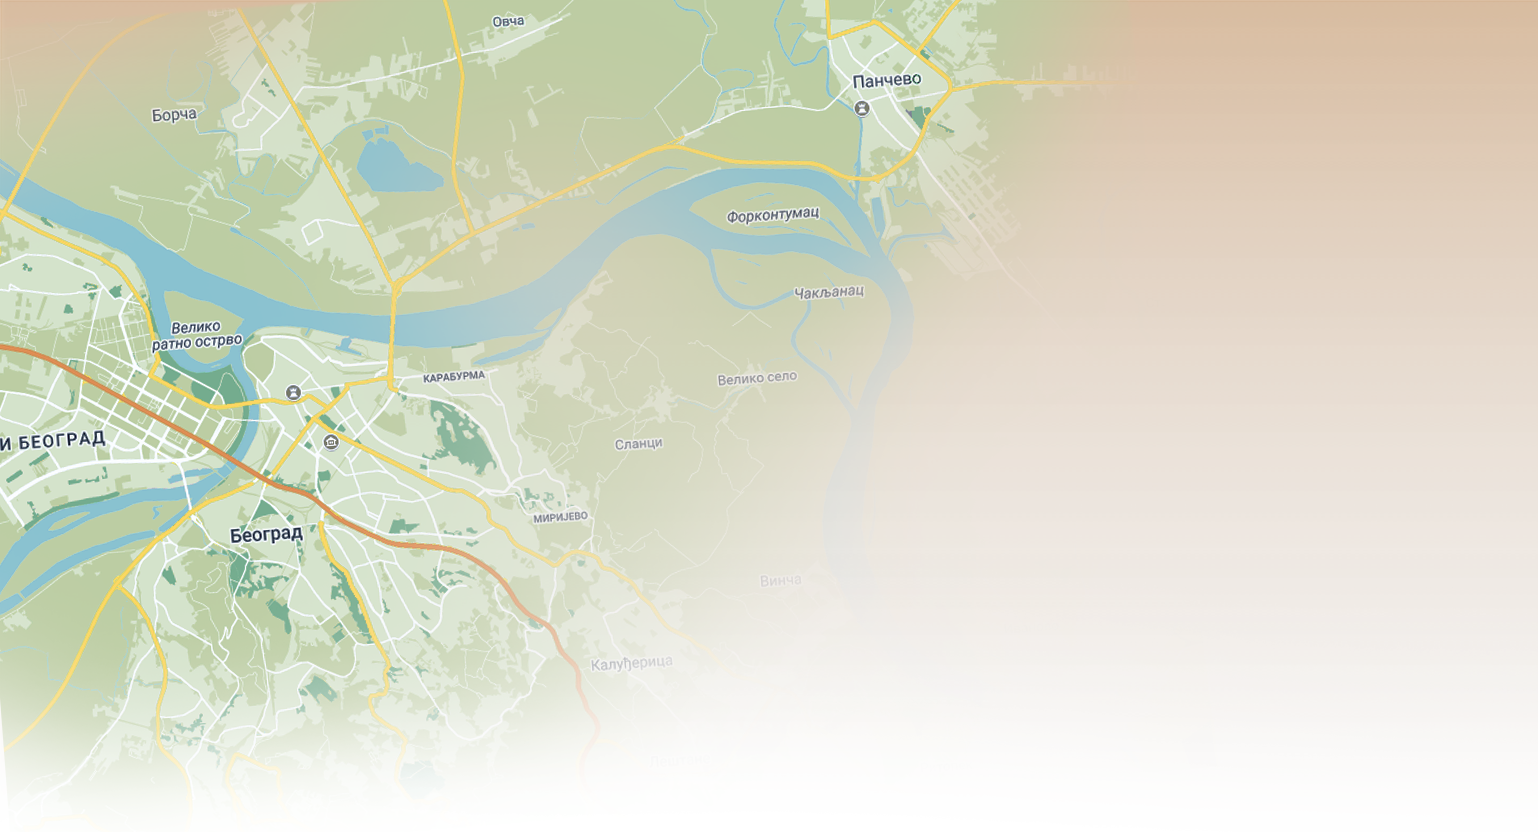 Овча
Панчево
Борча
Форконтумац
Чакљанац
Велико
ратно острво
КАРАБУРМА
Велико село
И БЕОГРАД
Сланци
МИРИЈЕВО
Београд
Винча
Калуђерица